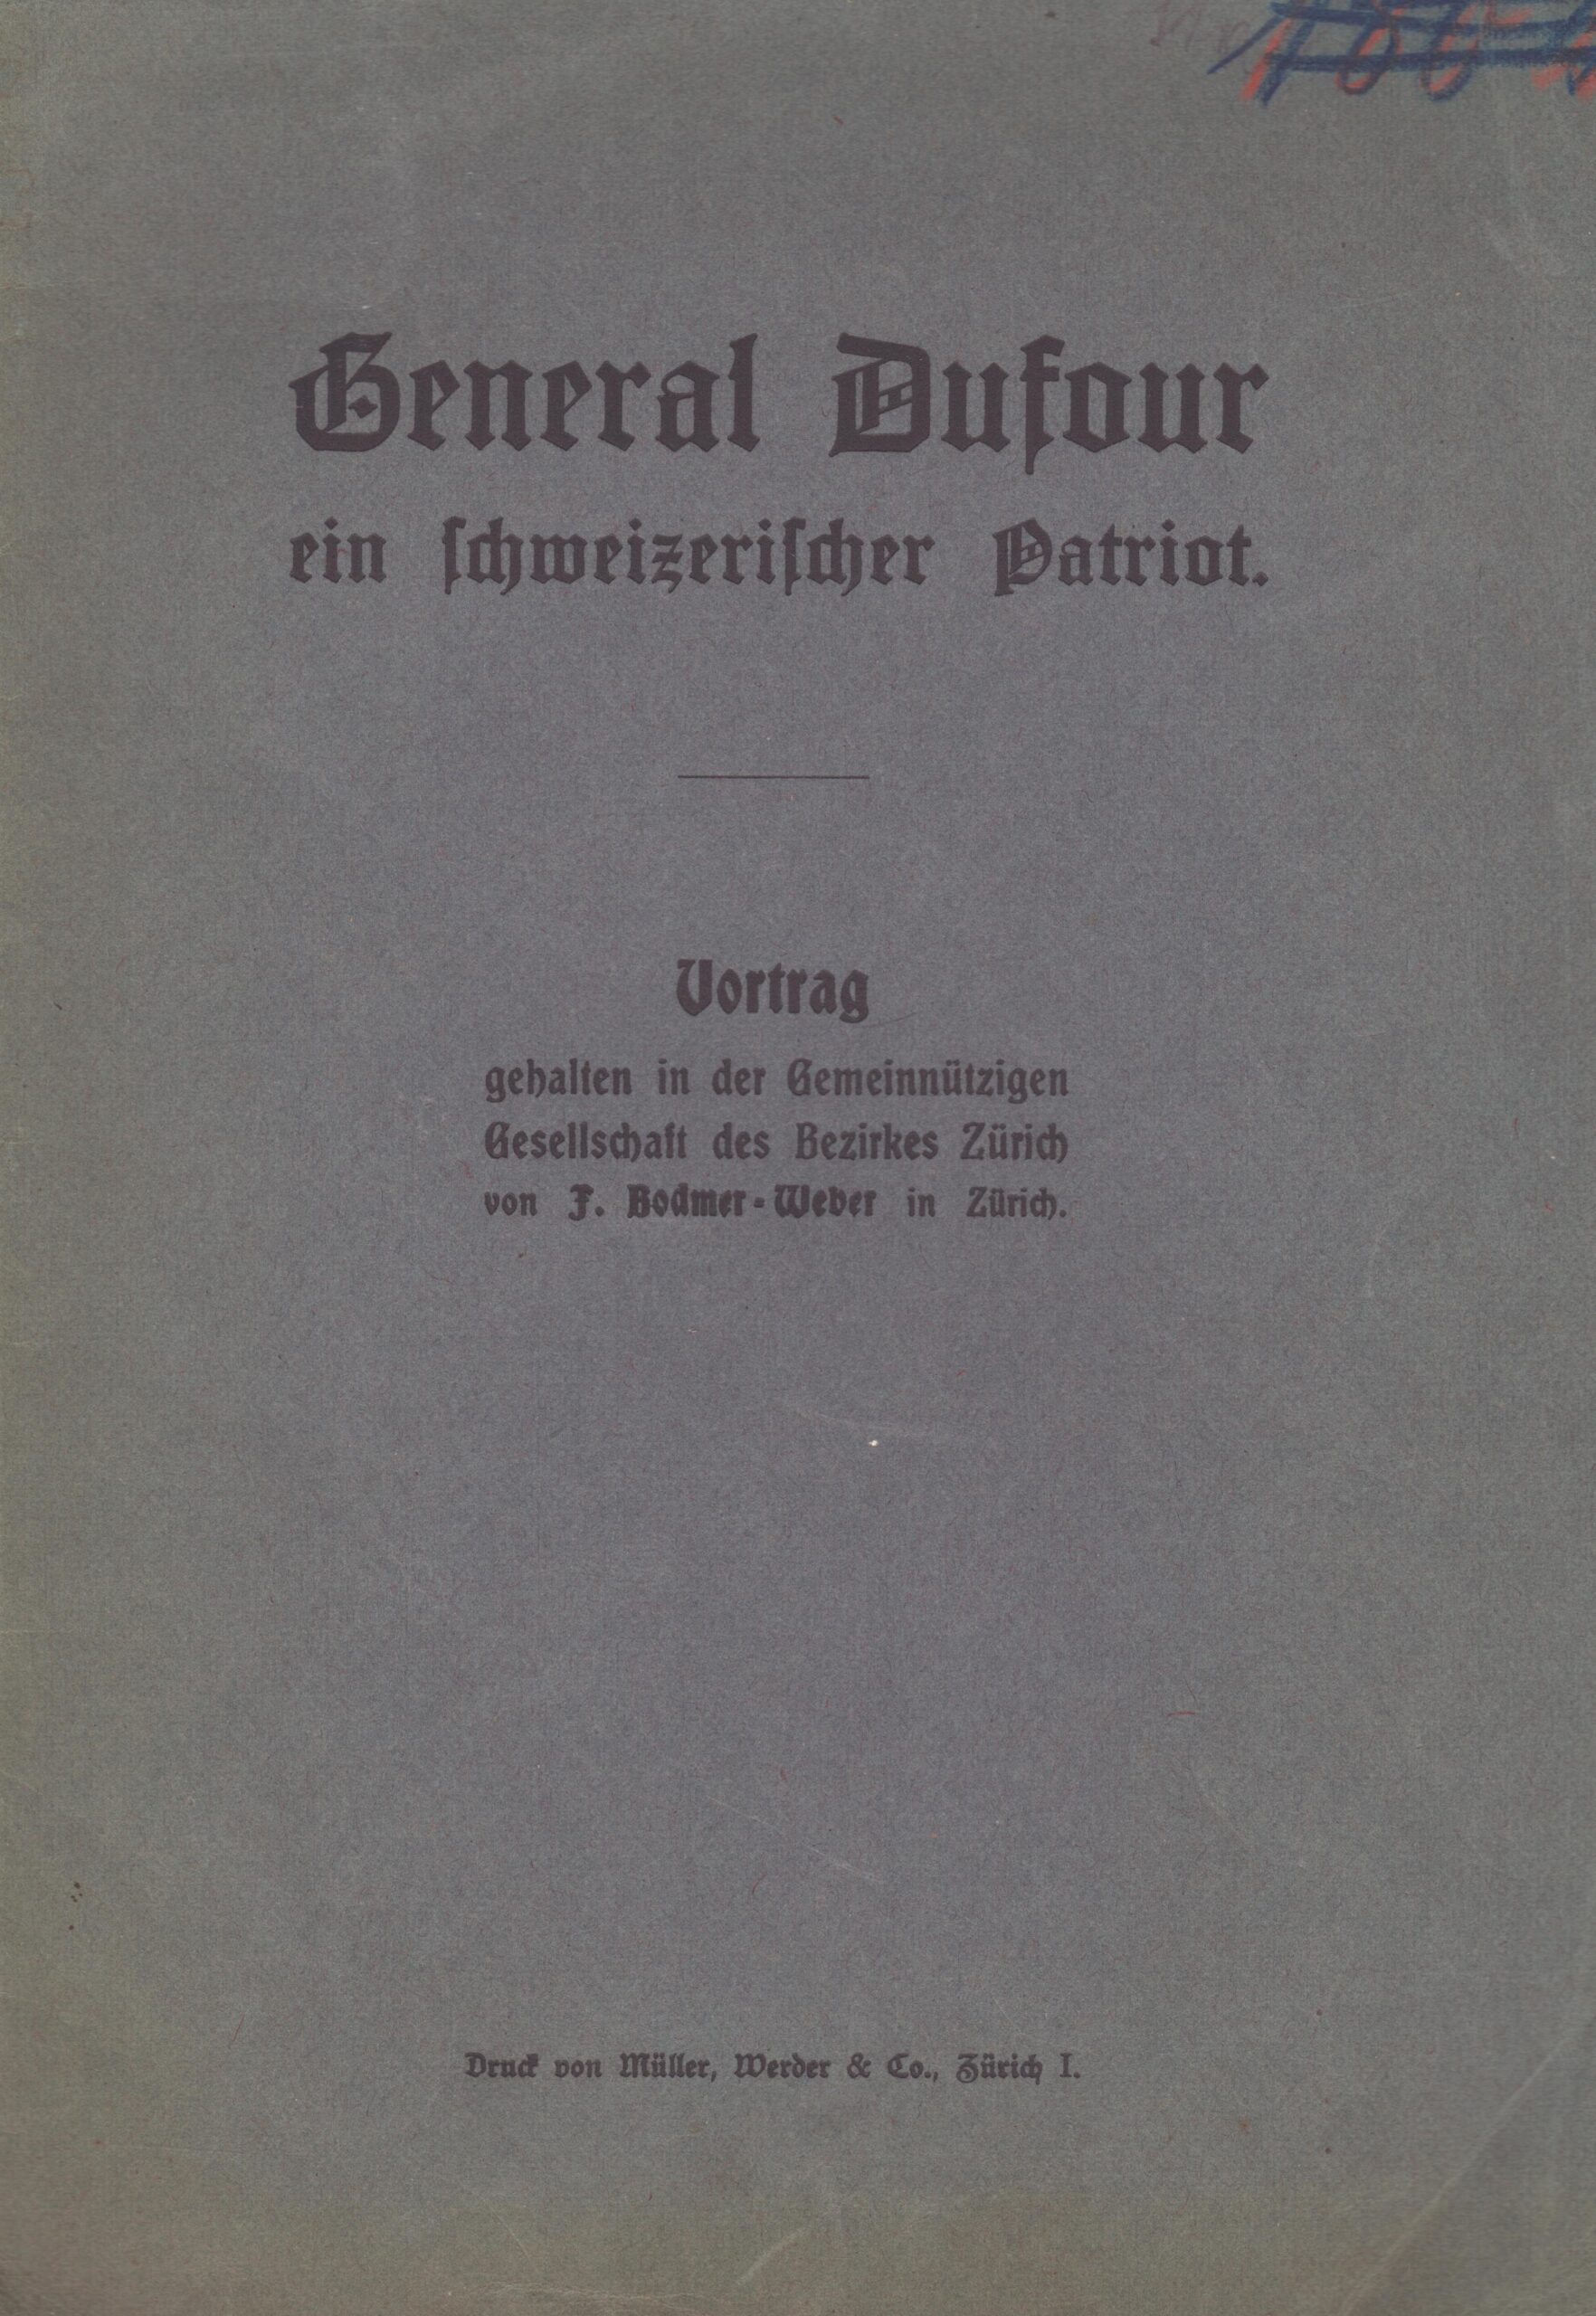 General Dufour
ein ſchweizeriſcher Patriot.
Vortrag
gehalten in der Gemeinnützigen
Gesellschaft des Bezirkes Zürich
von F. Bodmer-Weber in Zürich.
Druck von Müller, Werder & Co., Zürich I.